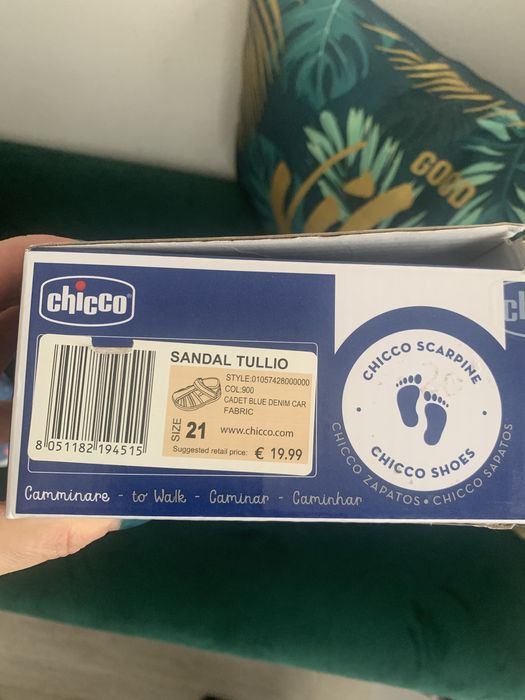 GOOD
chicco
SANDAL TULLIO
STYLE:01057428000000
COL:900
CADET BLUE DENIM CAR
FABRIC
SIZE 21 www.chicco.com
Suggested retail price: € 19.99
8 051182 194515
Camminare - to Walk - Caminar - Caminhar
CHICCO SCARPINE
CHICCO SHOES
CHICCO ZAPATOS • CHICCO SAPATOS